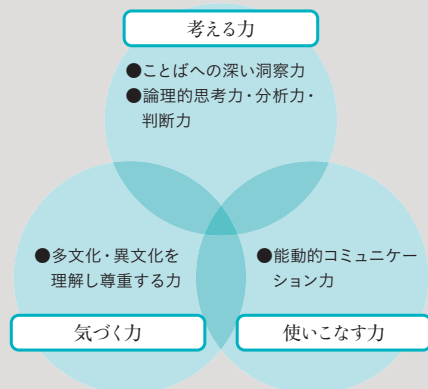 考える力
●ことばへの深い洞察力
●論理的思考力・分析力・
判断力
●多文化・異文化を
理解し尊重する力
気づく力
●能動的コミュニケー
ション力
使いこなす力